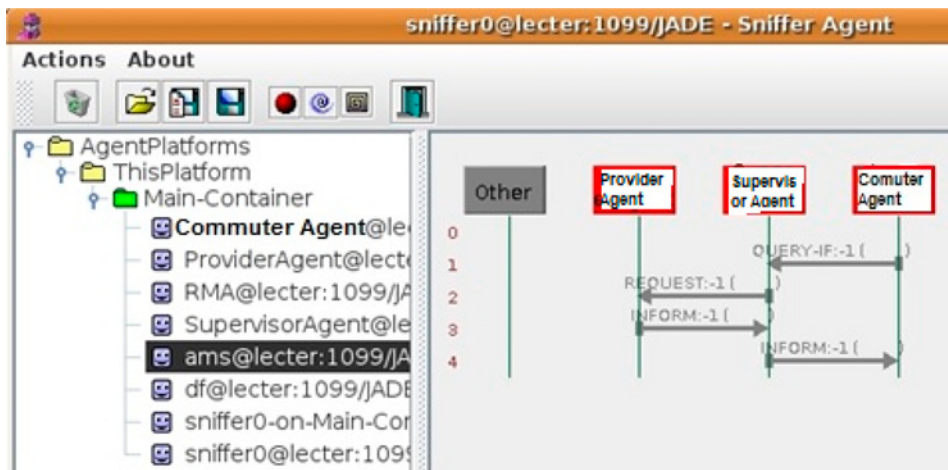 sniffer0@lecter:1099/JADE - Sniffer Agent
Actions About
AgentPlatforms
ThisPlatform
Main-Container
Commuter Agent@le
ProviderAgent@lecte
RMA@lecter:1099/JA
SupervisorAgent@le
ams@lecter:1099/JA
df@lecter:1099/JADE
sniffer0-on-Main-Cor
sniffer0@lecter:109
Other
Provider
Agent
Supervis
or Agent
Comuter
Agent
0
QUERY-IF:-1 ( )
1
REQUEST:-1 ( )
2
INFORM:-1 ( )
3
INFORM:-1 ( )
4